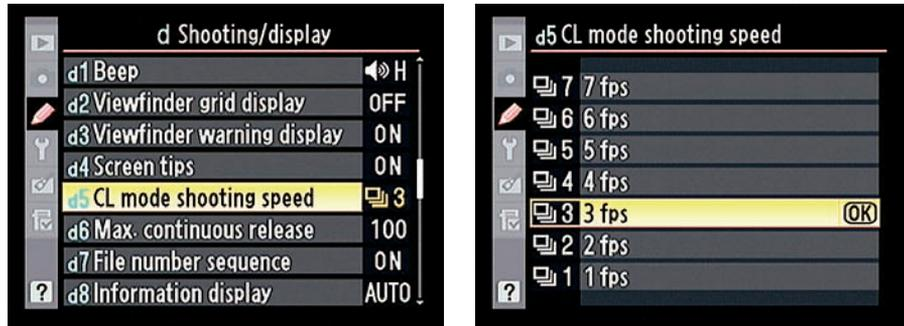 d Shooting/display
d1 Beep H
d2 Viewfinder grid display OFF
d3 Viewfinder warning display ON
d4 Screen tips ON
d5 CL mode shooting speed 3
d6 Max. continuous release 100
d7 File number sequence ON
d8 Information display AUTO
?
d5 CL mode shooting speed
7 7 fps
6 6 fps
5 5 fps
4 4 fps
3 3 fps OK
2 2 fps
1 1 fps
?